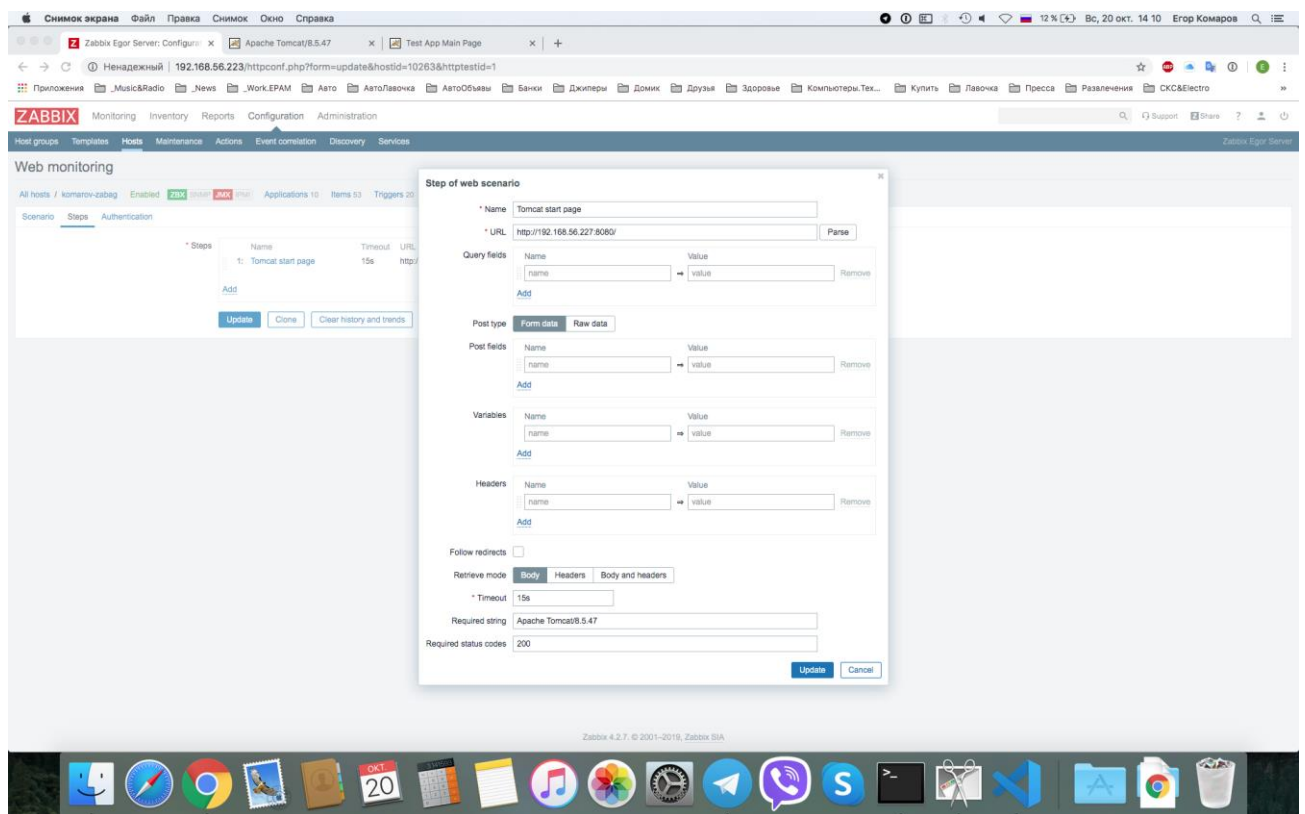 Снимок экрана Файл Правка Снимок Окно Справка 12 % Вс, 20 окт. 14 10 Егор Комаров
Zabbix Egor Server: Configura x Apache Tomcat/8.5.47 x Test App Main Page x +
Ненадежный | 192.168.56.223/httpconf.php?form=update&hostid=10263&httptestid=1
Приложения _Music&Radio _News _Work.EPAM Авто АвтоЛавочка АвтоОбъявы Банки Джиперы Домик Друзья Здоровье Компьютеры.Тех... Купить Лавочка Пресса Развлечения СКС&Electro »
ZABBIX Monitoring Inventory Reports Configuration Administration Support Share ?
Host groups Templates Hosts Maintenance Actions Event correlation Discovery Services Zabbix Egor Server
Web monitoring
All hosts / komarov-zabag Enabled ZBX SNMP JMX IPMI Applications 10 Items 53 Triggers 20
Scenario Steps Authentication
* Steps Name Timeout URL
1: Tomcat start page 15s http:/
Add
Update Clone Clear history and trends
Step of web scenario
* Name Tomcat start page
* URL http://192.168.56.227:8080/ Parse
Query fields Name Value
name ⇒ value Remove
Add
Post type Form data Raw data
Post fields Name Value
name ⇒ value Remove
Add
Variables Name Value
name ⇒ value Remove
Add
Headers Name Value
name ⇒ value Remove
Add
Follow redirects
Retrieve mode Body Headers Body and headers
* Timeout 15s
Required string Apache Tomcat/8.5.47
Required status codes 200
Update Cancel
Zabbix 4.2.7. © 2001–2019, Zabbix SIA
ОКТ.
20